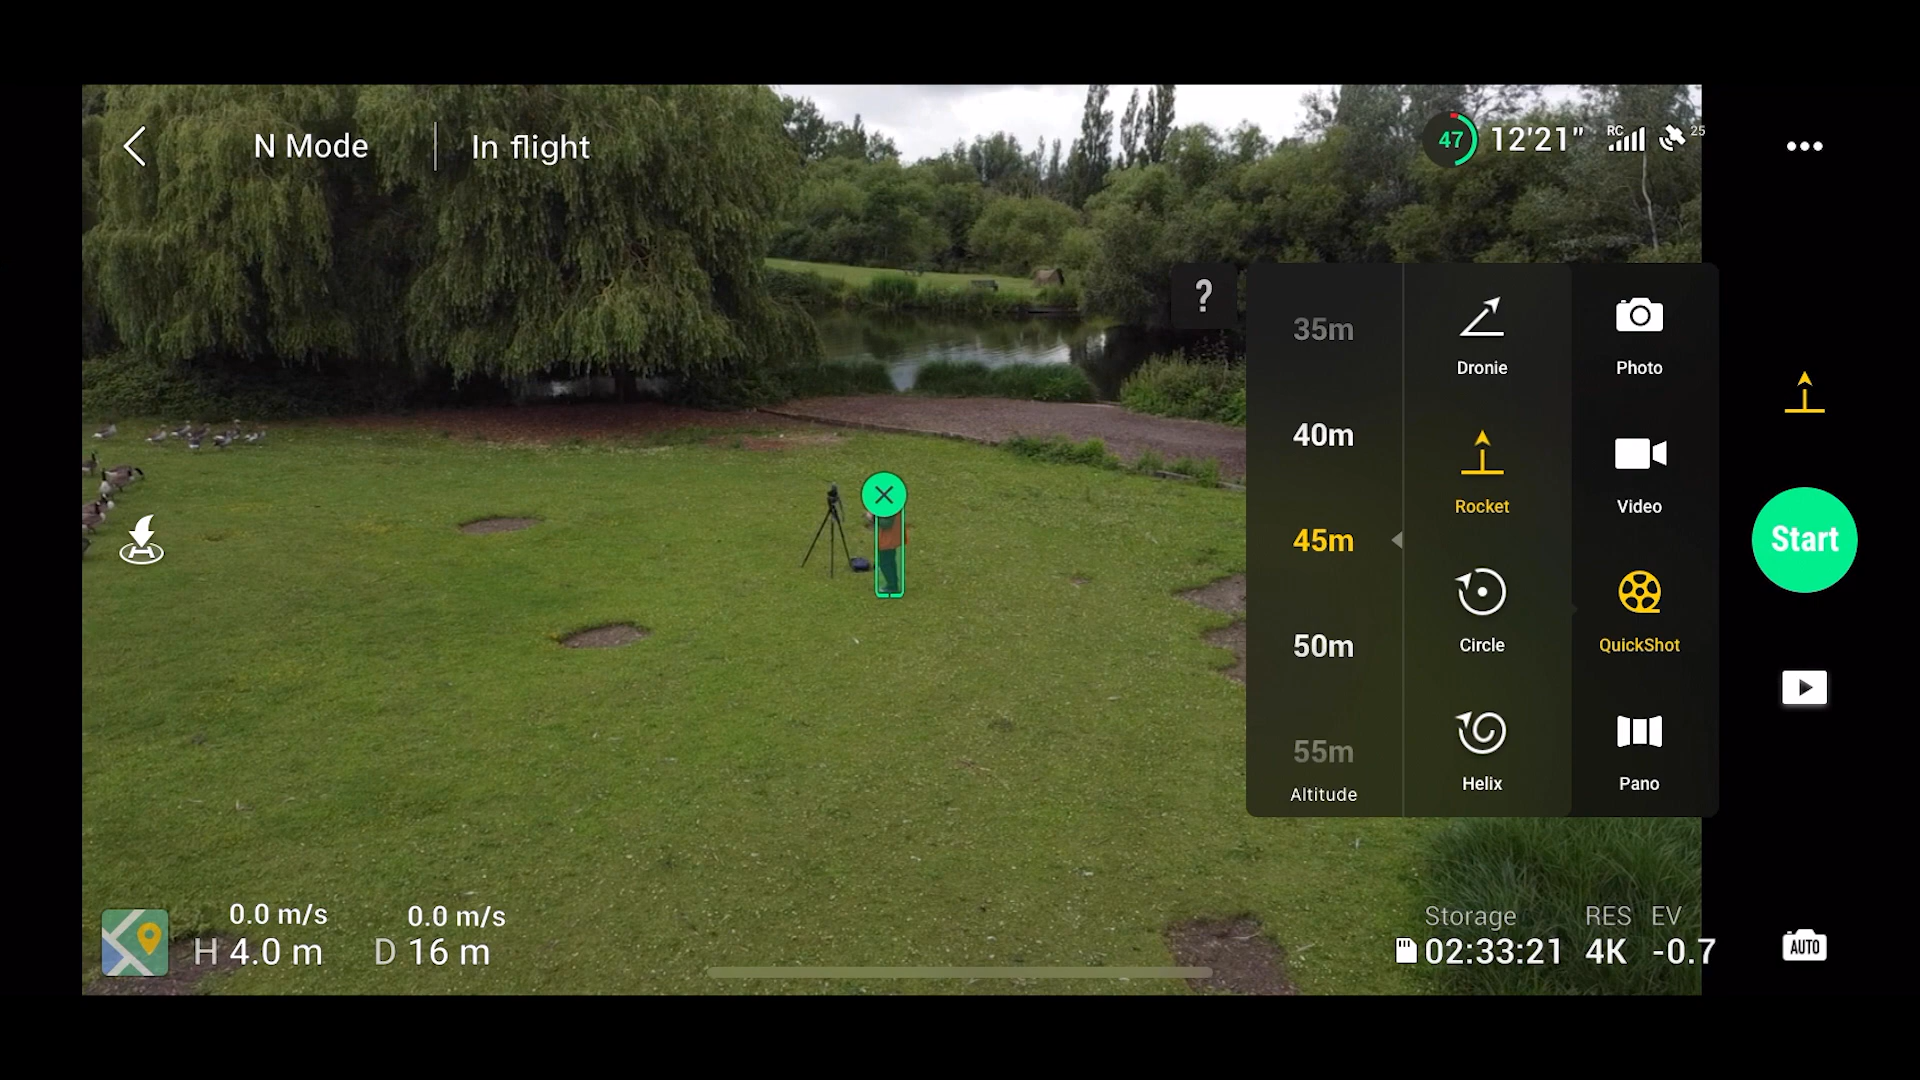 N Mode
In flight
47
12'21"
RC
25
?
35m
40m
45m
50m
55m
Altitude
Dronie
Rocket
Circle
Helix
Photo
Video
QuickShot
Pano
Start
0.0 m/s
0.0 m/s
H 4.0 m
D 16 m
Storage
RES
EV
02:33:21
4K
-0.7
AUTO